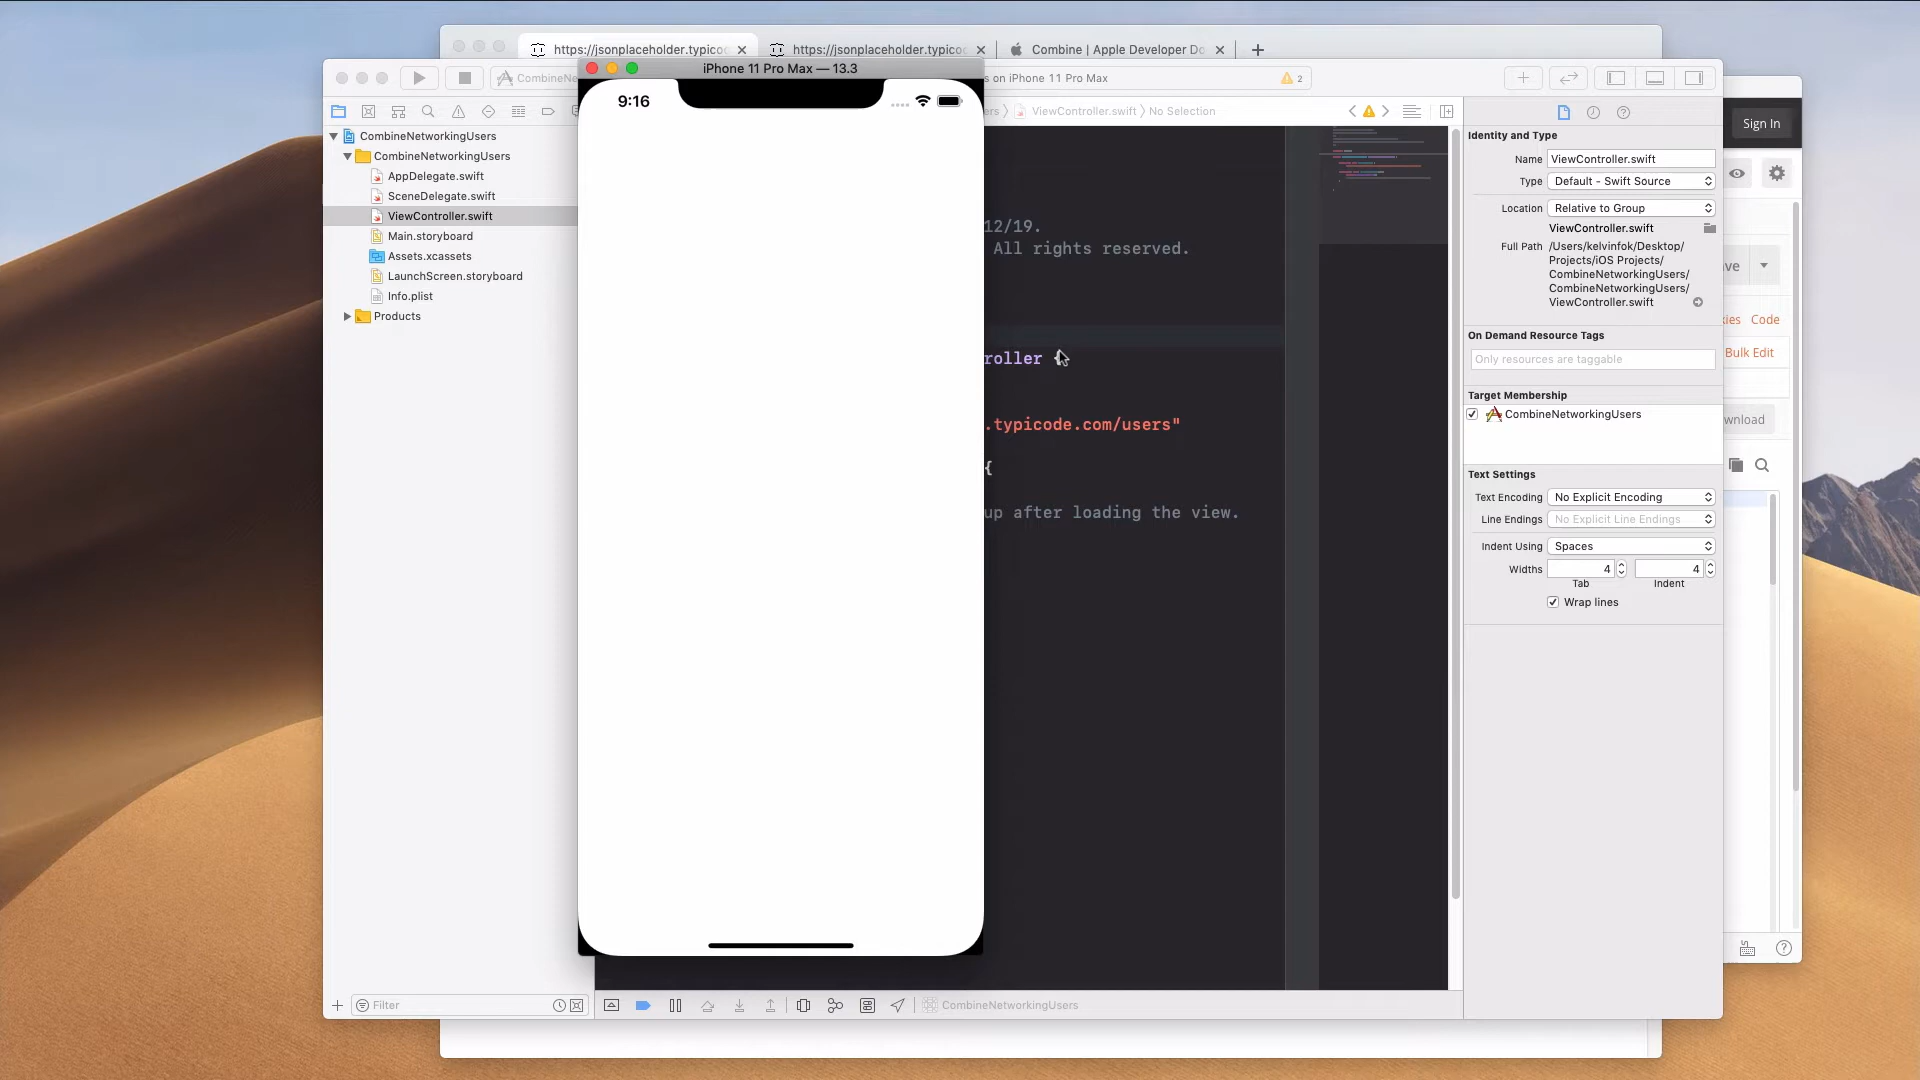 https://jsonplaceholder.typico
https://jsonplaceholder.typico
Combine | Apple Developer Do
iPhone 11 Pro Max — 13.3
CombineNe
s on iPhone 11 Pro Max
2
9:16
ers
ViewController.swift
No Selection
CombineNetworkingUsers
CombineNetworkingUsers
AppDelegate.swift
SceneDelegate.swift
ViewController.swift
Main.storyboard
Assets.xcassets
LaunchScreen.storyboard
Info.plist
Products
12/19.
All rights reserved.
roller {
.typicode.com/users"
{
up after loading the view.
Identity and Type
Name ViewController.swift
Type Default - Swift Source
Location Relative to Group
ViewController.swift
Full Path /Users/kelvinfok/Desktop/
Projects/iOS Projects/
CombineNetworkingUsers/
CombineNetworkingUsers/
ViewController.swift
On Demand Resource Tags
Only resources are taggable
Target Membership
CombineNetworkingUsers
Text Settings
Text Encoding No Explicit Encoding
Line Endings No Explicit Line Endings
Indent Using Spaces
Widths 4 4
Tab Indent
Wrap lines
Sign In
ve
kies Code
Bulk Edit
wnload
Filter
CombineNetworkingUsers